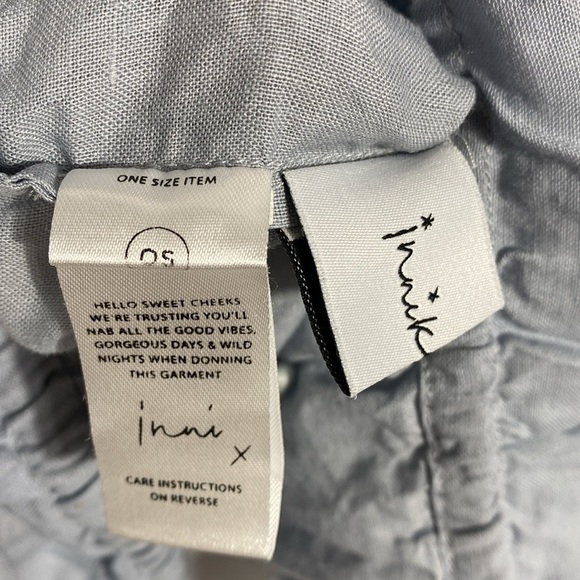 ONE SIZE ITEM
OS
HELLO SWEET CHEEKS
WE'RE TRUSTING YOU'LL
NAB ALL THE GOOD VIBES,
GORGEOUS DAYS & WILD
NIGHTS WHEN DONNING
THIS GARMENT
inni
x
CARE INSTRUCTIONS
ON REVERSE
innik